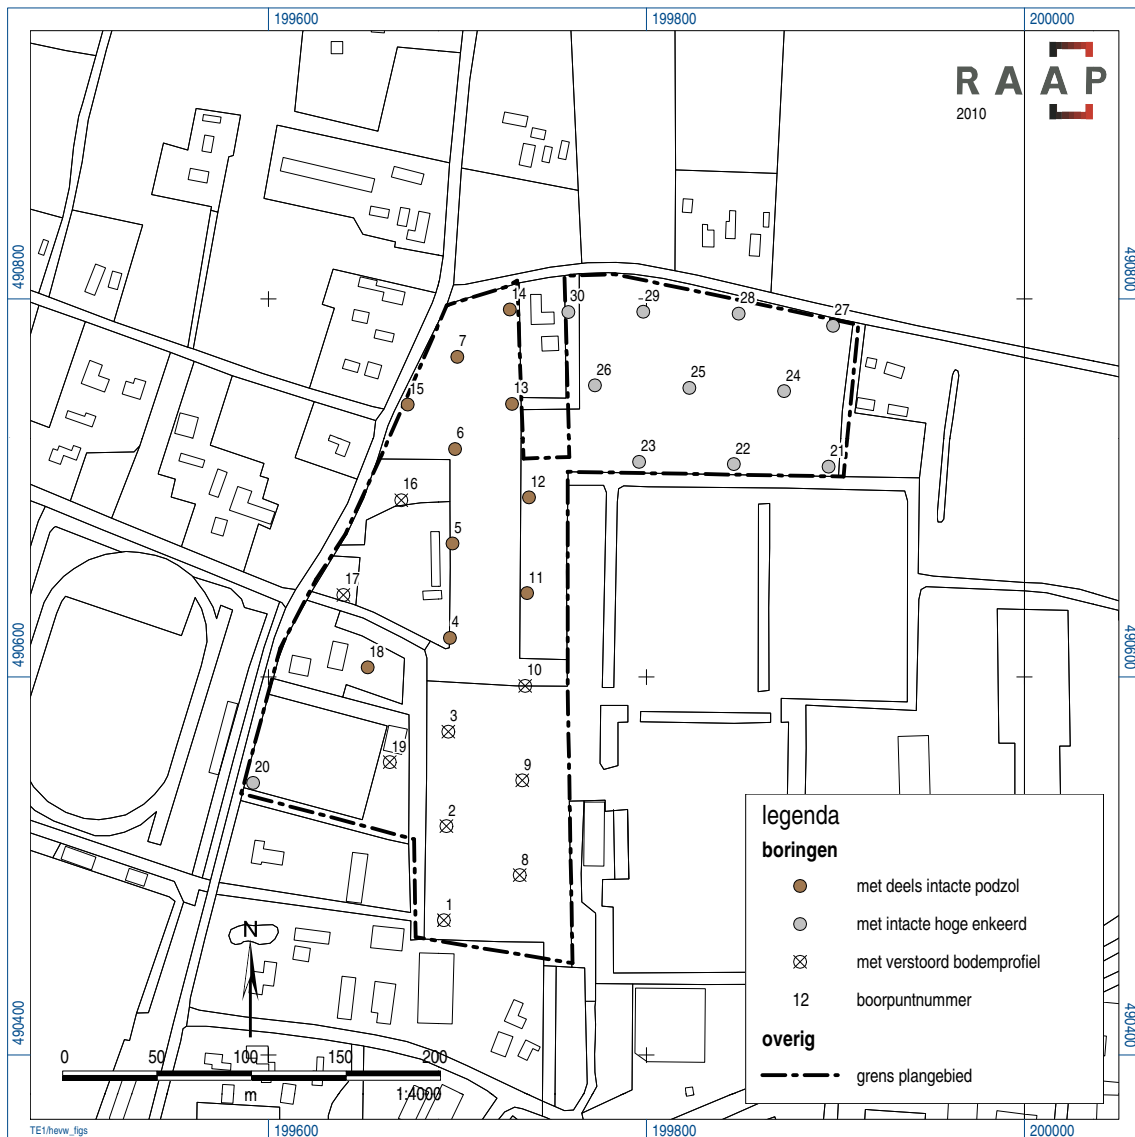 199600 199800 200000
RAAP
2010
490800 490800
14 30 29 28 27
7
15 13 26 25 24
6
23 22 21
16 12
5
17 11
4
18
10
3
19
20 9
2
8
1
490600 490600
legenda
boringen
met deels intacte podzol
met intacte hoge enkeerd
met verstoord bodemprofiel
12 boorpuntnummer
overig
grens plangebied
N
490400 490400
0 50 100 150 200
m 1:4000
TE1/hevw_figs
199600 199800 200000